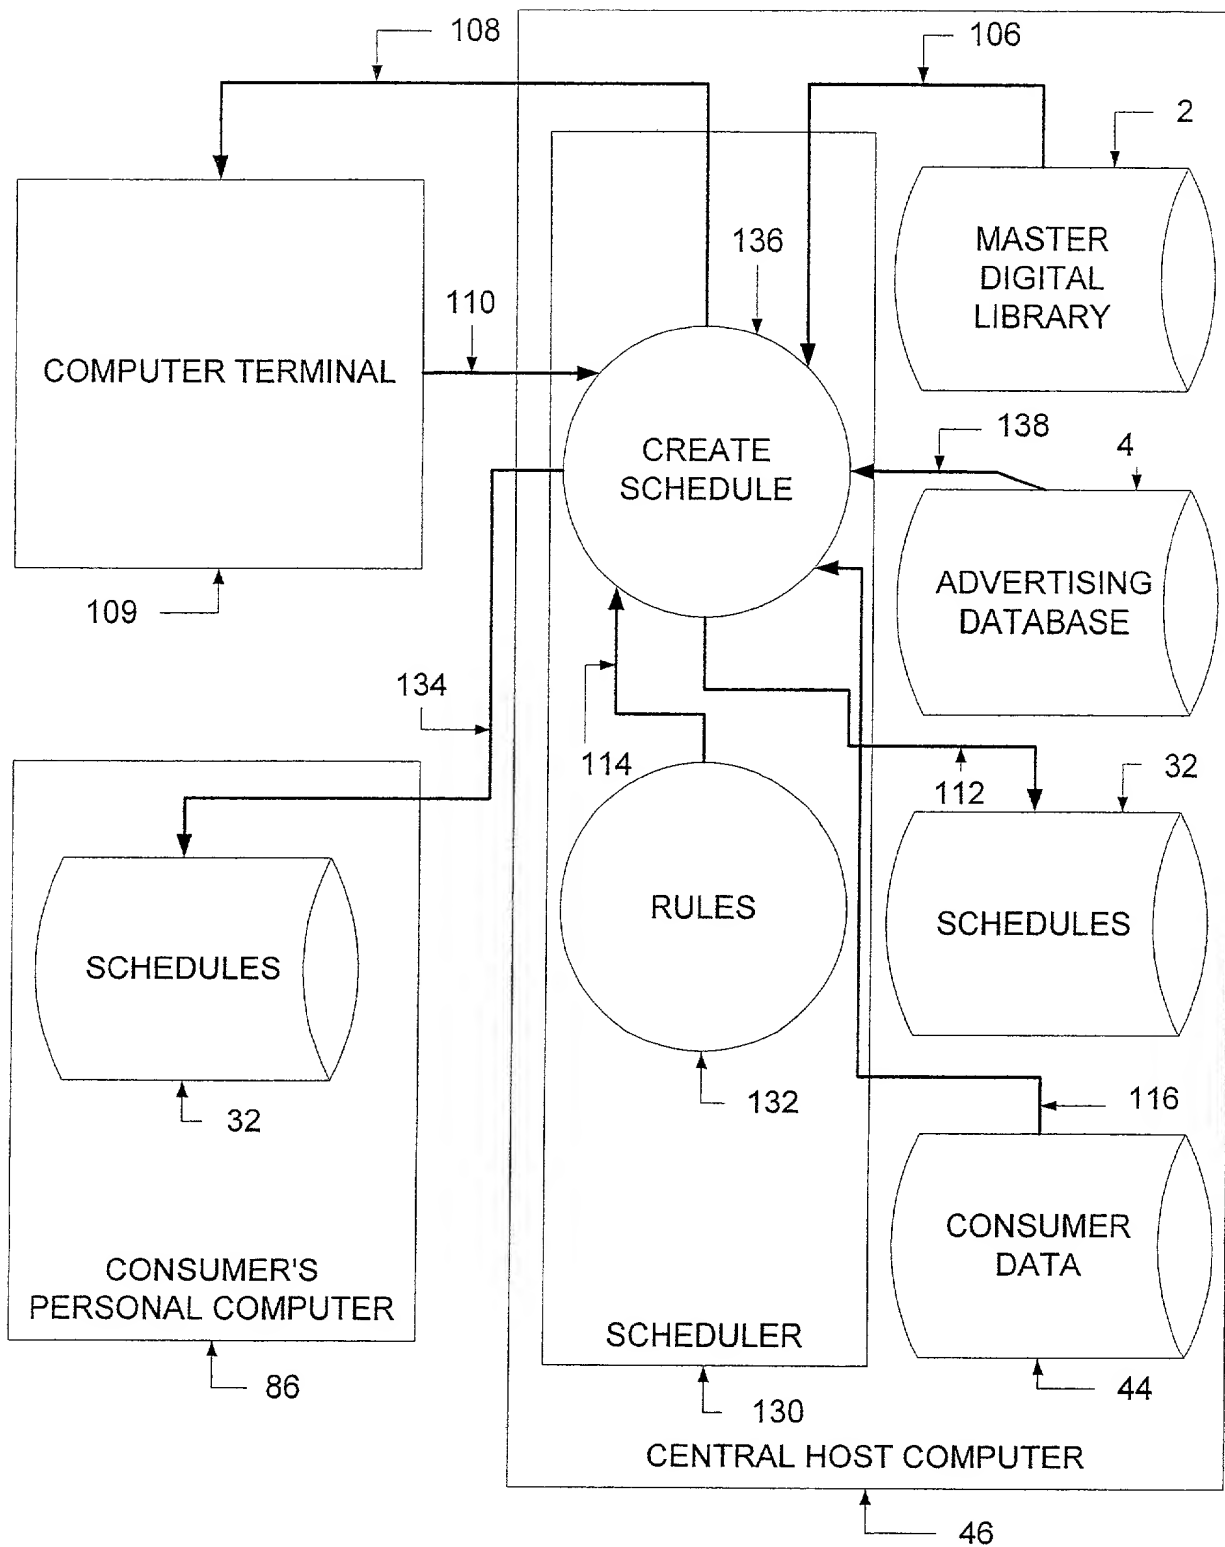 108
106
2
MASTER
DIGITAL
LIBRARY
136
110
COMPUTER TERMINAL
138
4
CREATE
SCHEDULE
ADVERTISING
DATABASE
109
134
114
112
32
RULES
SCHEDULES
SCHEDULES
32
132
116
CONSUMER
DATA
CONSUMER'S
PERSONAL COMPUTER
SCHEDULER
86
130
44
CENTRAL HOST COMPUTER
46